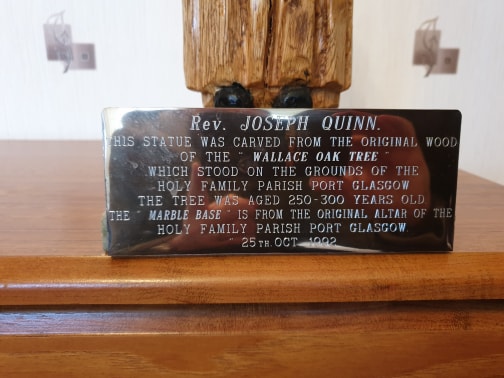 Rev. JOSEPH QUINN.
HIS STATUE WAS CARVED FROM THE ORIGINAL WOOD
OF THE " WALLACE OAK TREE "
WHICH STOOD ON THE GROUNDS OF THE
HOLY FAMILY PARISH PORT GLASGOW
THE TREE WAS AGED 250-300 YEARS OLD
THE " MARBLE BASE " IS FROM THE ORIGINAL ALTAR OF THE
HOLY FAMILY PARISH PORT GLASGOW.
" 25TH. OCT. 1992